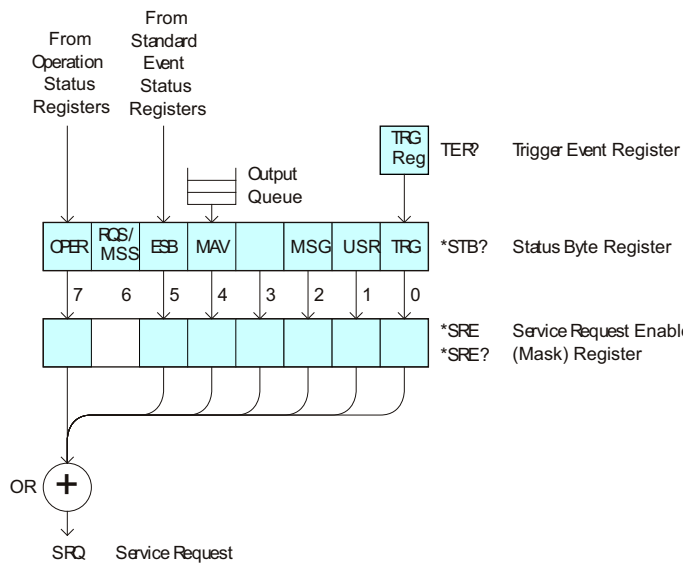 From
Operation
Status
Registers
From
Standard
Event
Status
Registers
Output
Queue
TRG
Reg
TER?
Trigger Event Register
OPER
RQS/
MSS
ESB
MAV
MSG
USR
TRG
*STB?
Status Byte Register
7
6
5
4
3
2
1
0
*SRE
Service Request Enable
*SRE?
(Mask) Register
OR
+
SRQ
Service Request